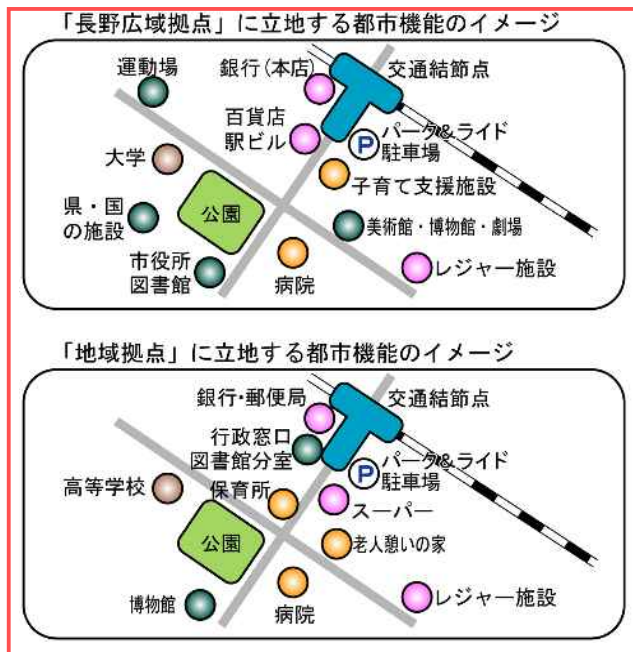 「長野広域拠点」に立地する都市機能のイメージ
運動場
銀行(本店)
交通結節点
百貨店
駅ビル
P
パーク&ライド
駐車場
大学
子育て支援施設
県・国
の施設
公園
美術館・博物館・劇場
市役所
図書館
病院
レジャー施設
「地域拠点」に立地する都市機能のイメージ
銀行・郵便局
交通結節点
行政窓口
図書館分室
P
パーク&ライド
駐車場
高等学校
保育所
スーパー
公園
老人憩いの家
博物館
病院
レジャー施設